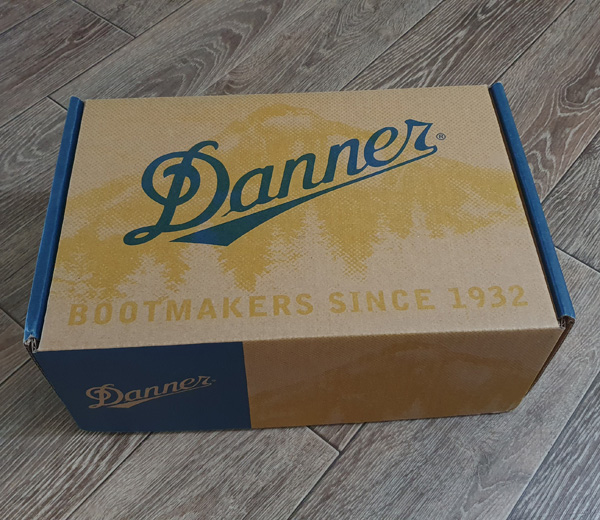 Danner®
BOOTMAKERS SINCE 1932
Danner